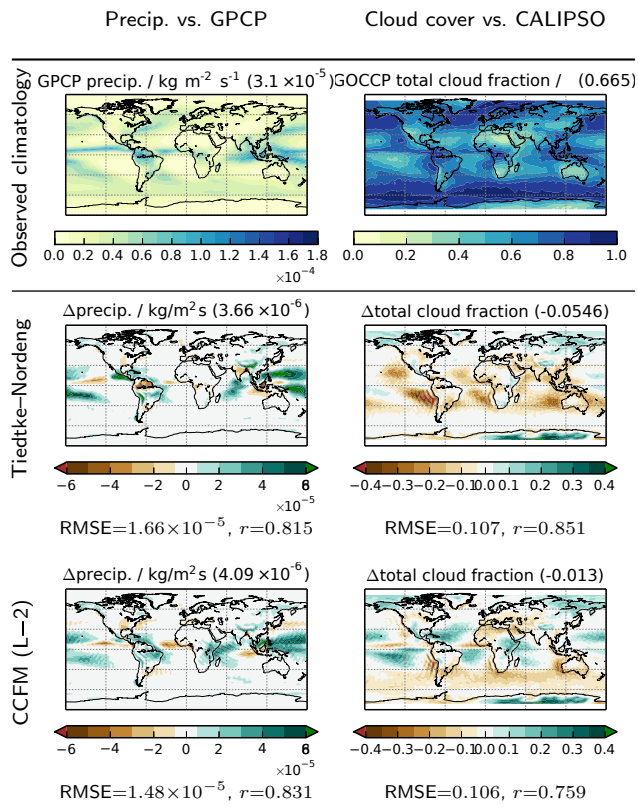 Precip. vs. GPCP
Cloud cover vs. CALIPSO
Observed climatology
GPCP precip. / kg m⁻² s⁻¹ (3.1 ×10⁻⁵)
GOCCP total cloud fraction / (0.665)
0.0 0.2 0.4 0.6 0.8 1.0 1.2 1.4 1.6 1.8
×10⁻⁴
0.0 0.2 0.4 0.6 0.8 1.0
Tiedtke–Nordeng
Δprecip. / kg/m²s (3.66 ×10⁻⁶)
Δtotal cloud fraction (-0.0546)
−6 −4 −2 0 2 4 6
×10⁻⁵
−0.4 −0.3 −0.2 −0.1 0.0 0.1 0.2 0.3 0.4
RMSE=1.66×10⁻⁵, r=0.815
RMSE=0.107, r=0.851
CCFM (L—2)
Δprecip. / kg/m²s (4.09 ×10⁻⁶)
Δtotal cloud fraction (-0.013)
−6 −4 −2 0 2 4 6
×10⁻⁵
−0.4 −0.3 −0.2 −0.1 0.0 0.1 0.2 0.3 0.4
RMSE=1.48×10⁻⁵, r=0.831
RMSE=0.106, r=0.759